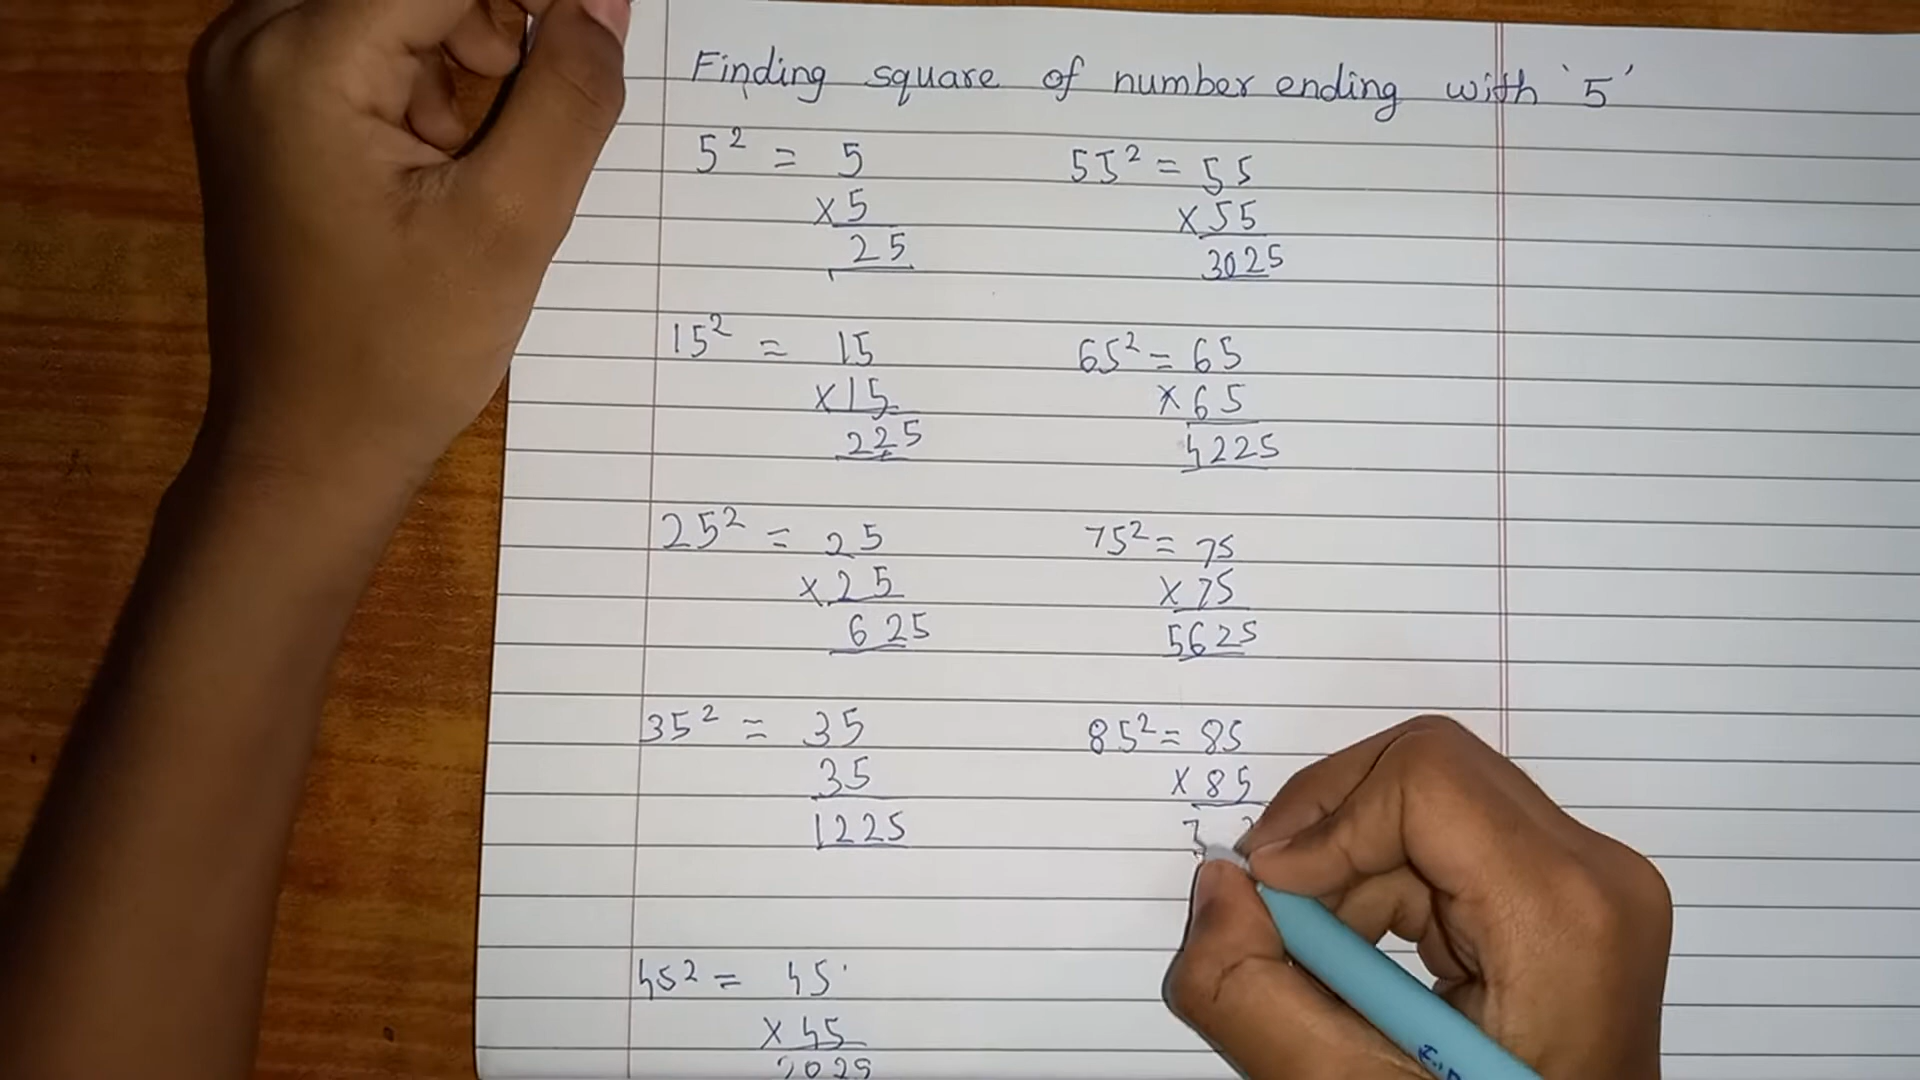 Finding square of number ending with '5'
5² = 5
× 5
25
15² = 15
× 15
225
25² = 25
× 25
625
35² = 35
35
1225
45² = 45
× 45
2025
55² = 55
× 55
3025
65² = 65
× 65
4225
75² = 75
× 75
5625
85² = 85
× 85
7